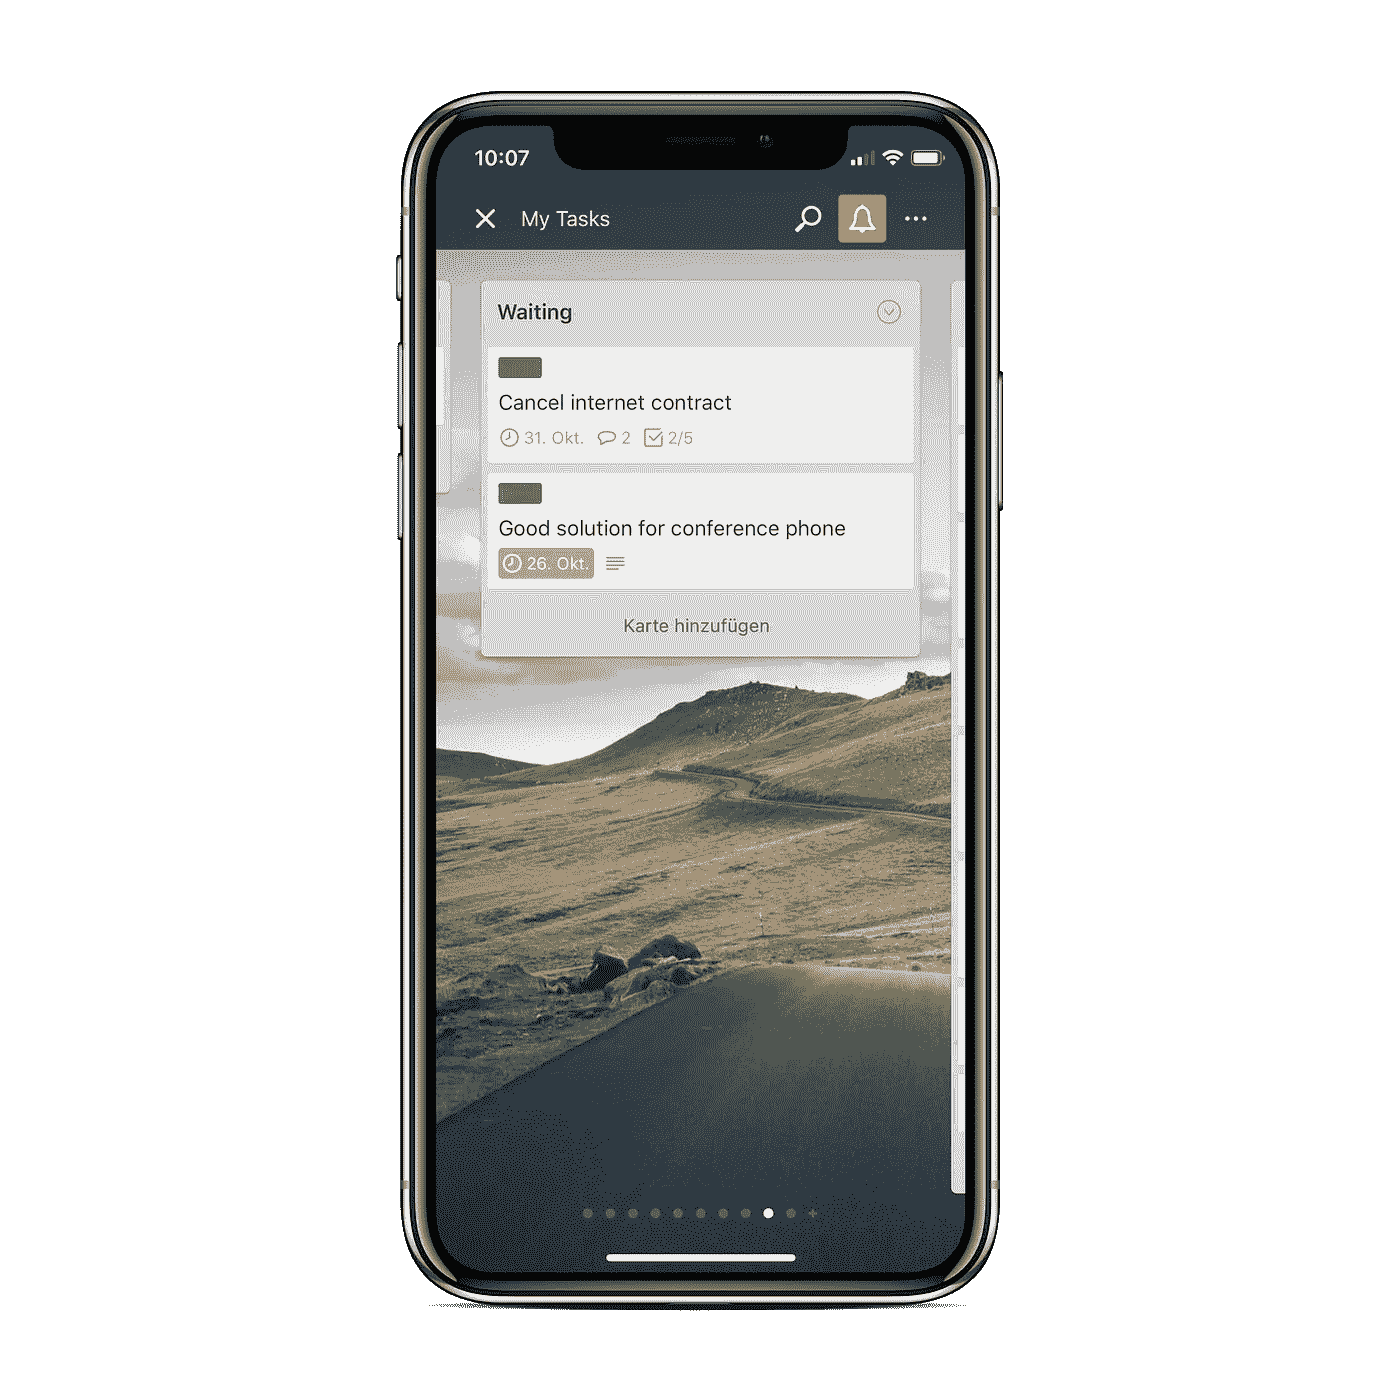 10:07
My Tasks
Waiting
Cancel internet contract
31. Okt. 2 2/5
Good solution for conference phone
26. Okt.
Karte hinzufügen